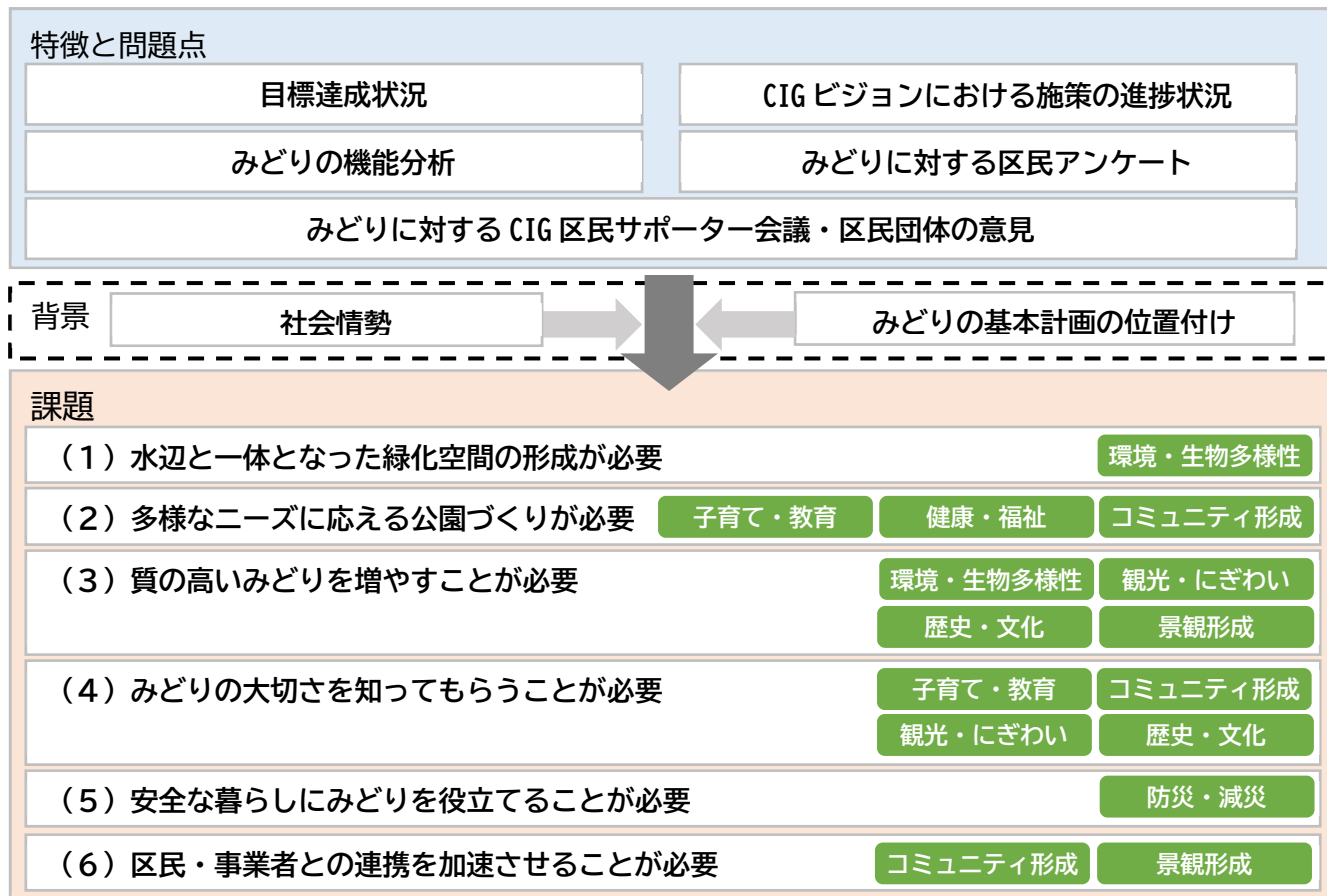 特徴と問題点
目標達成状況
CIGビジョンにおける施策の進捗状況
みどりの機能分析
みどりに対する区民アンケート
みどりに対するCIG区民サポーター会議・区民団体の意見
背景
社会情勢
みどりの基本計画の位置付け
課題
（１）水辺と一体となった緑化空間の形成が必要
環境・生物多様性
（２）多様なニーズに応える公園づくりが必要
子育て・教育
健康・福祉
コミュニティ形成
（３）質の高いみどりを増やすことが必要
環境・生物多様性
観光・にぎわい
歴史・文化
景観形成
（４）みどりの大切さを知ってもらうことが必要
子育て・教育
コミュニティ形成
観光・にぎわい
歴史・文化
（５）安全な暮らしにみどりを役立てることが必要
防災・減災
（６）区民・事業者との連携を加速させることが必要
コミュニティ形成
景観形成